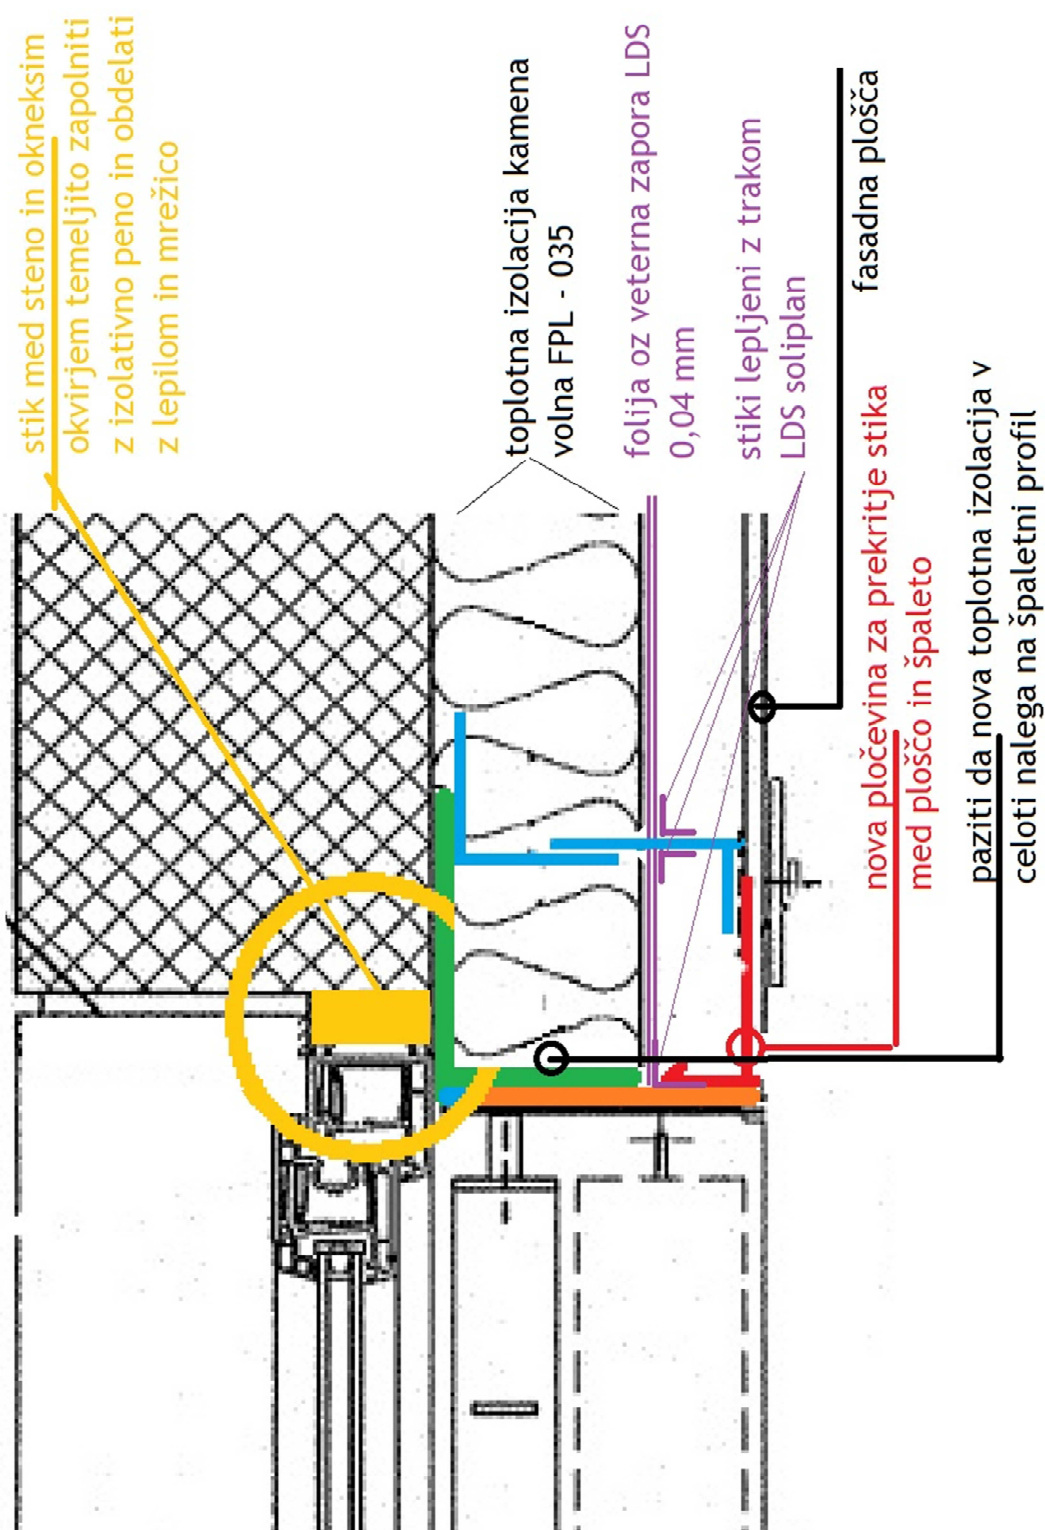 stik med steno in okneksim
okvirjem temeljito zapolniti
z izolativno peno in obdelati
z lepilom in mrežico
toplotna izolacija kamena
volna FPL - 035
folija oz veterna zapora LDS
0,04 mm
stiki lepljeni z trakom
LDS soliplan
fasadna plošča
nova pločevina za prekritje stika
med ploščo in špaleto
paziti da nova toplotna izolacija v
celoti nalega na špaletni profil